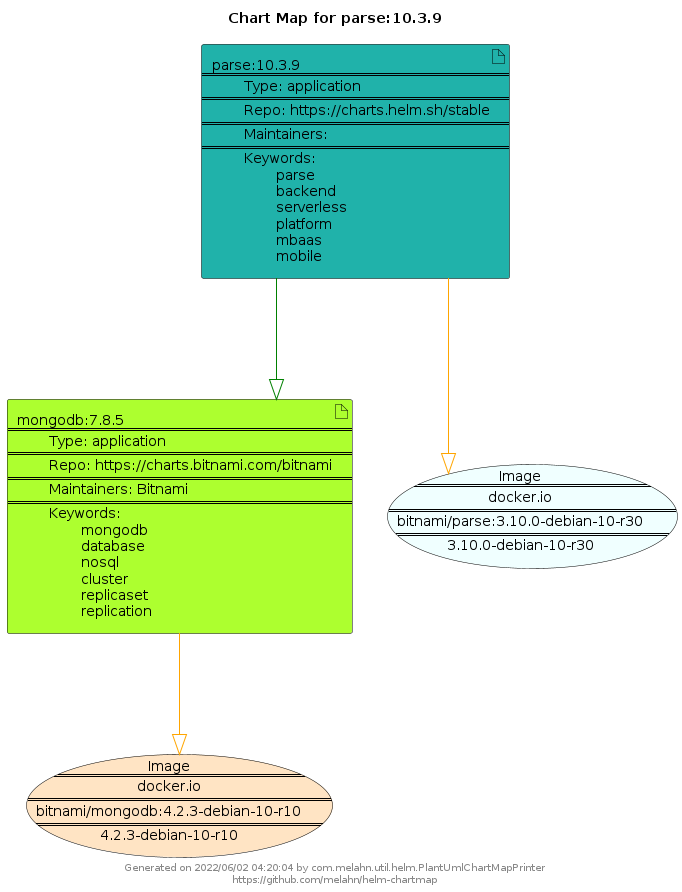 Chart Map for parse:10.3.9
parse:10.3.9
Type: application
Repo: https://charts.helm.sh/stable
Maintainers:
Keywords:
parse
backend
serverless
platform
mbaas
mobile
mongodb:7.8.5
Type: application
Repo: https://charts.bitnami.com/bitnami
Maintainers: Bitnami
Keywords:
mongodb
database
nosql
cluster
replicaset
replication
Image
docker.io
bitnami/parse:3.10.0-debian-10-r30
3.10.0-debian-10-r30
Image
docker.io
bitnami/mongodb:4.2.3-debian-10-r10
4.2.3-debian-10-r10
Generated on 2022/06/02 04:20:04 by com.melahn.util.helm.PlantUmlChartMapPrinter
https://github.com/melahn/helm-chartmap